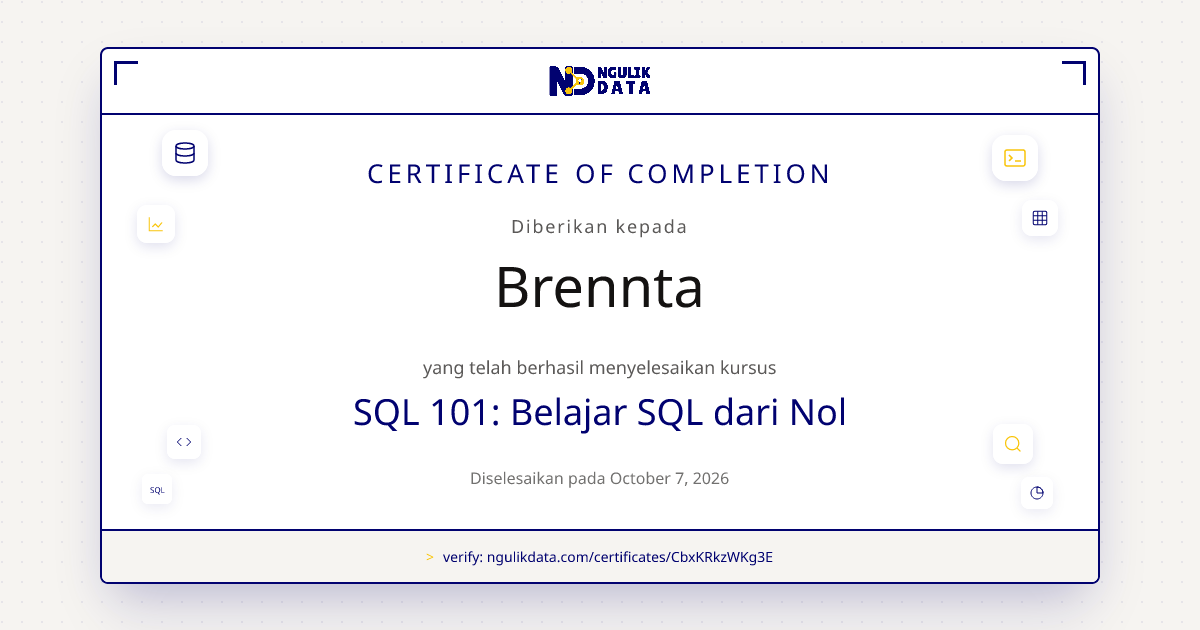 NGULIK
DATA
CERTIFICATE OF COMPLETION
Diberikan kepada
Brennta
yang telah berhasil menyelesaikan kursus
SQL 101: Belajar SQL dari Nol
SQL
Diselesaikan pada October 7, 2026
> verify: ngulikdata.com/certificates/CbxKRkzWKg3E